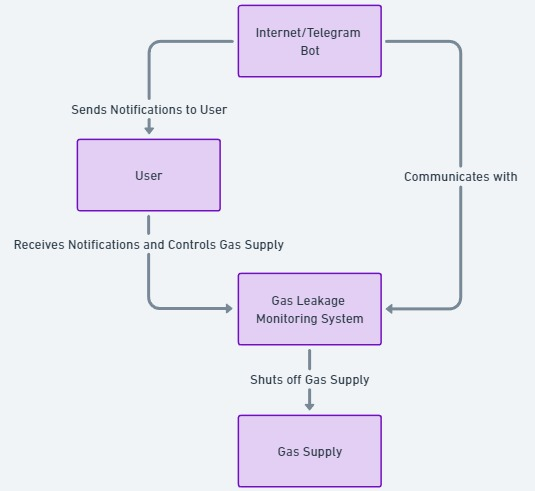 Internet/Telegram
Bot
Sends Notifications to User
User
Communicates with
Receives Notifications and Controls Gas Supply
Gas Leakage
Monitoring System
Shuts off Gas Supply
Gas Supply